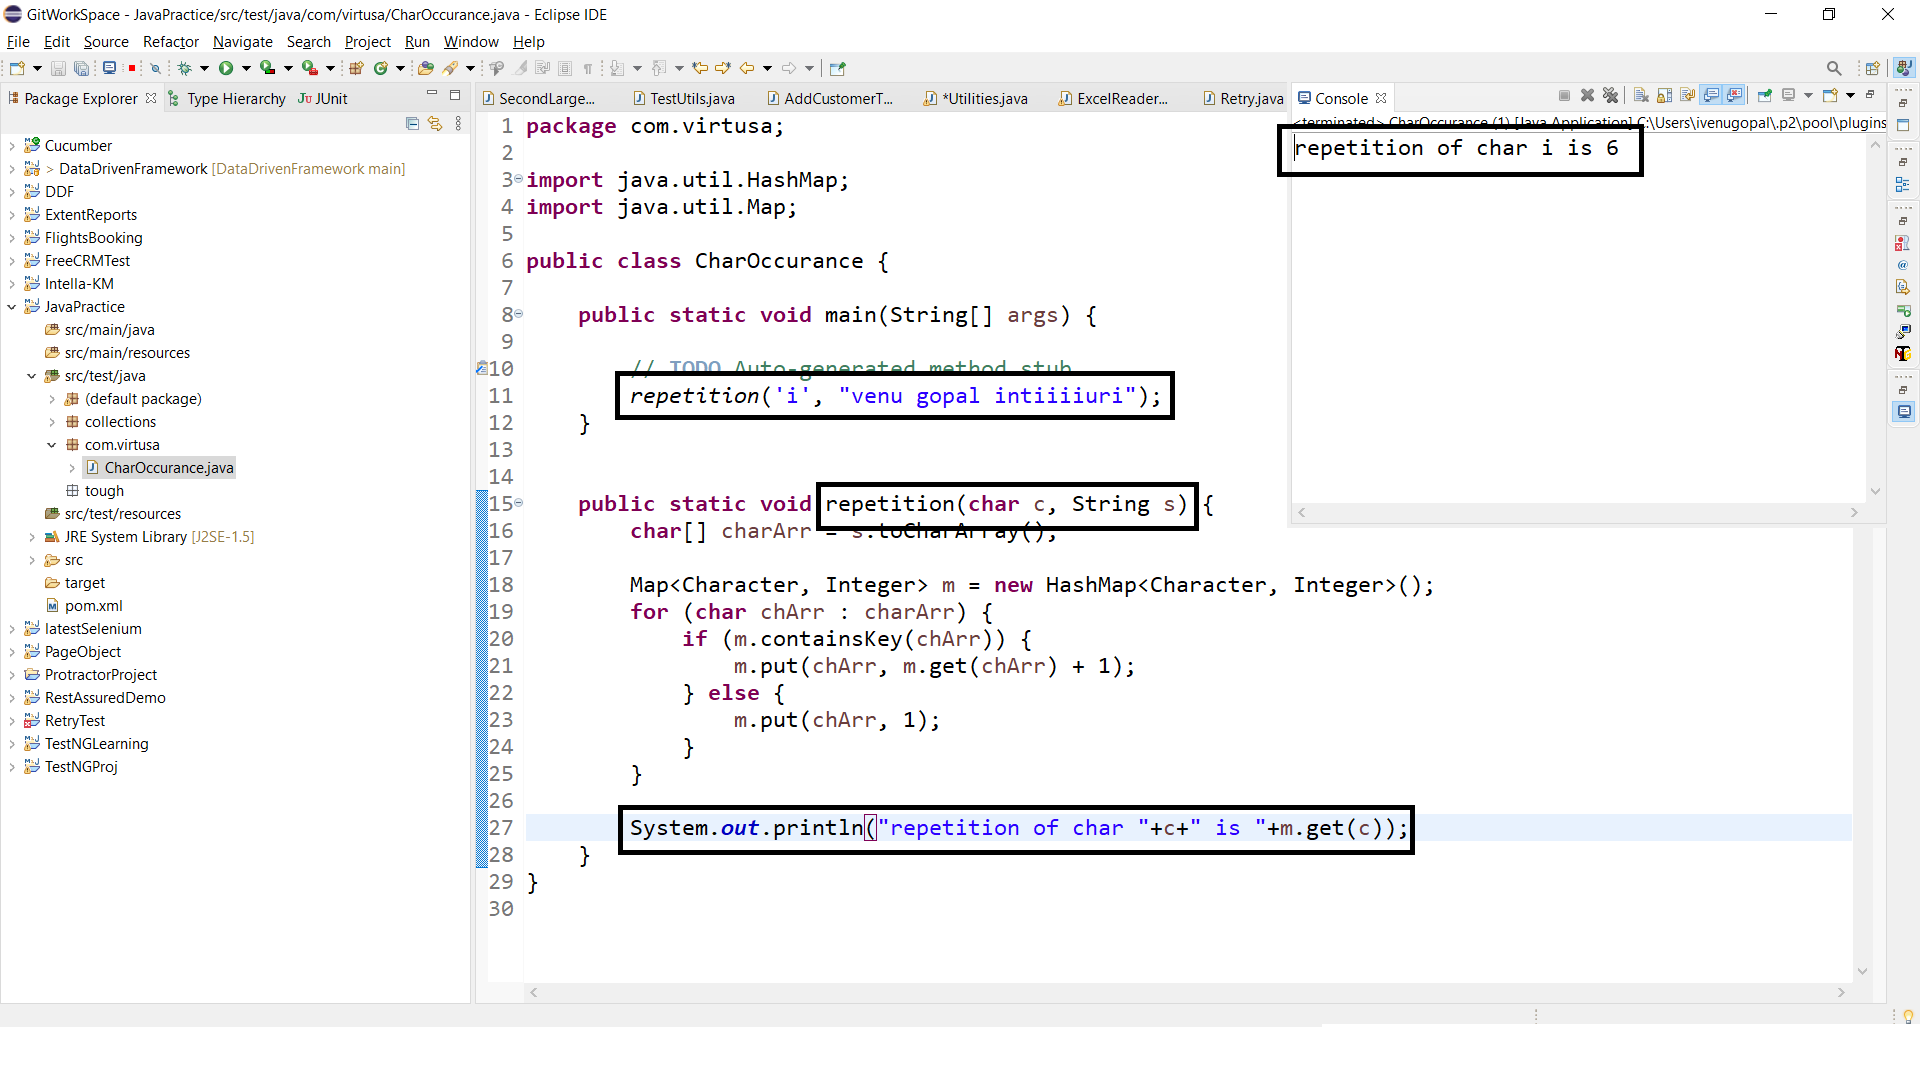 GitWorkSpace - JavaPractice/src/test/java/com/virtusa/CharOccurance.java - Eclipse IDE
File Edit Source Refactor Navigate Search Project Run Window Help
Package Explorer Type Hierarchy Ju JUnit
Cucumber
> DataDrivenFramework [DataDrivenFramework main]
DDF
ExtentReports
FlightsBooking
FreeCRMTest
Intella-KM
JavaPractice
src/main/java
src/main/resources
src/test/java
(default package)
collections
com.virtusa
CharOccurance.java
tough
src/test/resources
JRE System Library [J2SE-1.5]
src
target
pom.xml
latestSelenium
PageObject
ProtractorProject
RestAssuredDemo
RetryTest
TestNGLearning
TestNGProj
SecondLarge... TestUtils.java AddCustomerT... *Utilities.java ExcelReader... Retry.java
1 package com.virtusa;
2
3 import java.util.HashMap;
4 import java.util.Map;
5
6 public class CharOccurance {
7
8 public static void main(String[] args) {
9
10 // TODO Auto-generated method stub
11 repetition('i', "venu gopal intiiiiuri");
12 }
13
14
15 public static void repetition(char c, String s) {
16 char[] charArr = s.toCharArray();
17
18 Map<Character, Integer> m = new HashMap<Character, Integer>();
19 for (char chArr : charArr) {
20 if (m.containsKey(chArr)) {
21 m.put(chArr, m.get(chArr) + 1);
22 } else {
23 m.put(chArr, 1);
24 }
25 }
26
27 System.out.println("repetition of char "+c+" is "+m.get(c));
28 }
29 }
30
Console
<terminated> CharOccurance (1) [Java Application] C:\Users\ivenugopal\.p2\pool\plugins
repetition of char i is 6